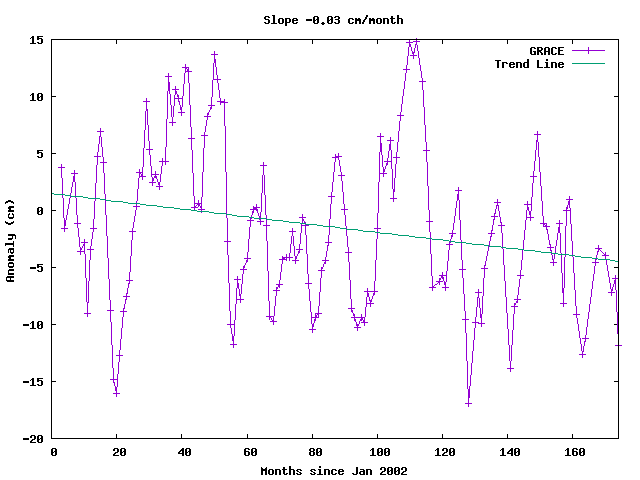 Slope -0.03 cm/month
GRACE
Trend Line
15
10
5
0
-5
-10
-15
-20
Anomaly (cm)
0 20 40 60 80 100 120 140 160
Months since Jan 2002